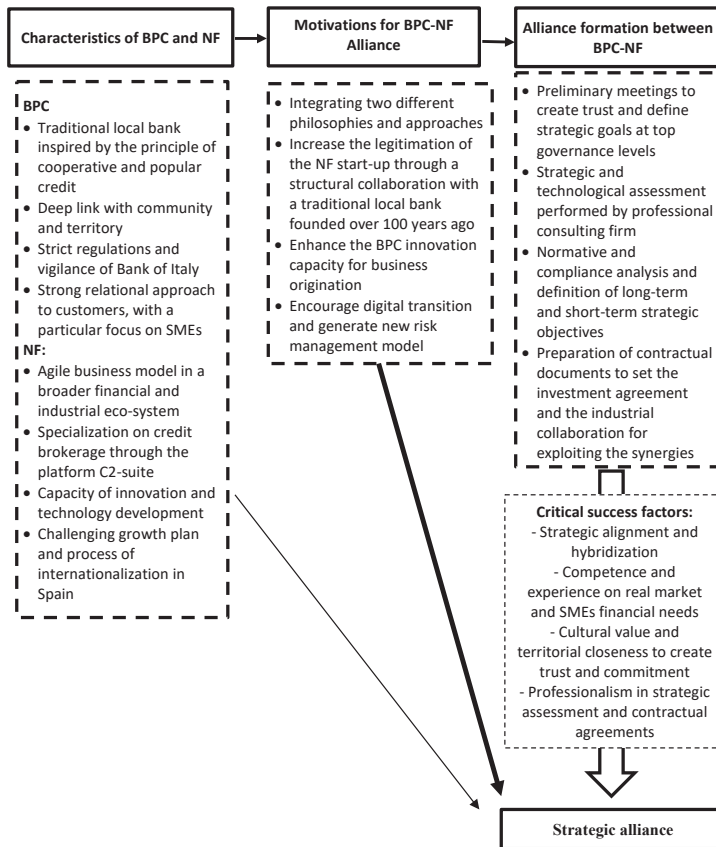 Characteristics of BPC and NF
BPC
• Traditional local bank
inspired by the principle of
cooperative and popular
credit
• Deep link with community
and territory
• Strict regulations and
vigilance of Bank of Italy
• Strong relational approach
to customers, with a
particular focus on SMEs
NF:
• Agile business model in a
broader financial and
industrial eco-system
• Specialization on credit
brokerage through the
platform C2-suite
• Capacity of innovation and
technology development
• Challenging growth plan
and process of
internationalization in
Spain
Motivations for BPC-NF
Alliance
• Integrating two different
philosophies and approaches
• Increase the legitimation
of the NF start-up through a
structural collaboration with
a traditional local bank
founded over 100 years ago
• Enhance the BPC innovation
capacity for business
origination
• Encourage digital transition
and generate new risk
management model
Alliance formation between
BPC-NF
• Preliminary meetings to
create trust and define
strategic goals at top
governance levels
• Strategic and
technological assessment
performed by professional
consulting firm
• Normative and
compliance analysis and
definition of long-term
and short-term strategic
objectives
• Preparation of contractual
documents to set the
investment agreement
and the industrial
collaboration for
exploiting the synergies
Critical success factors:
- Strategic alignment and
hybridization
- Competence and
experience on real market
and SMEs financial needs
- Cultural value and
territorial closeness to create
trust and commitment
- Professionalism in strategic
assessment and contractual
agreements
Strategic alliance